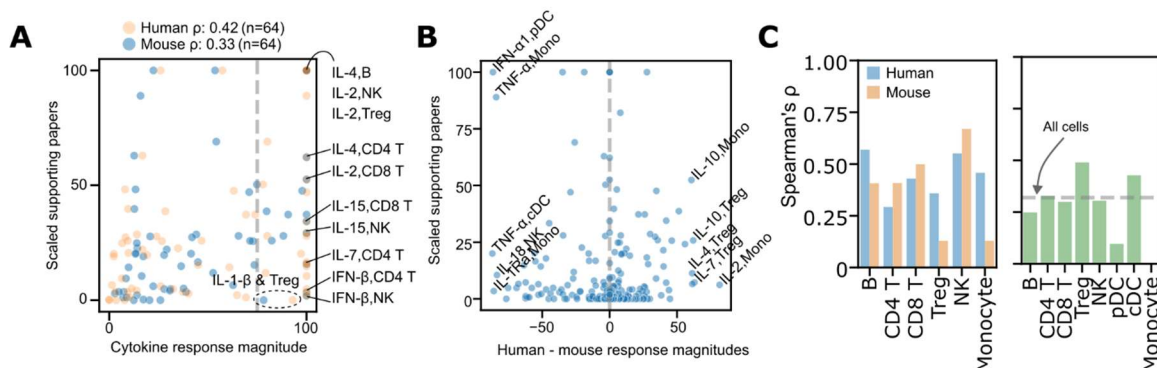 A
Human ρ: 0.42 (n=64)
Mouse ρ: 0.33 (n=64)
Scaled supporting papers
100
50
0
IL-4,B
IL-2,NK
IL-2,Treg
IL-4,CD4 T
IL-2,CD8 T
IL-15,CD8 T
IL-15,NK
IL-7,CD4 T
IFN-β,CD4 T
IFN-β,NK
IL-1-β & Treg
0
100
Cytokine response magnitude
B
Scaled supporting papers
100
75
50
25
0
IFN-α1,pDC
TNF-α,Mono
TNF-α,cDC
IL-18,NK
IL-1Ra,Mono
IL-10,Mono
IL-10,Treg
IL-4,Treg
IL-7,Treg
IL-2,Mono
−50
0
50
Human - mouse response magnitudes
C
Spearman's ρ
1.00
0.75
0.50
0.25
0
Human
Mouse
B
CD4 T
CD8 T
Treg
NK
Monocyte
All cells
B
CD4 T
CD8 T
Treg
NK
pDC
cDC
Monocyte